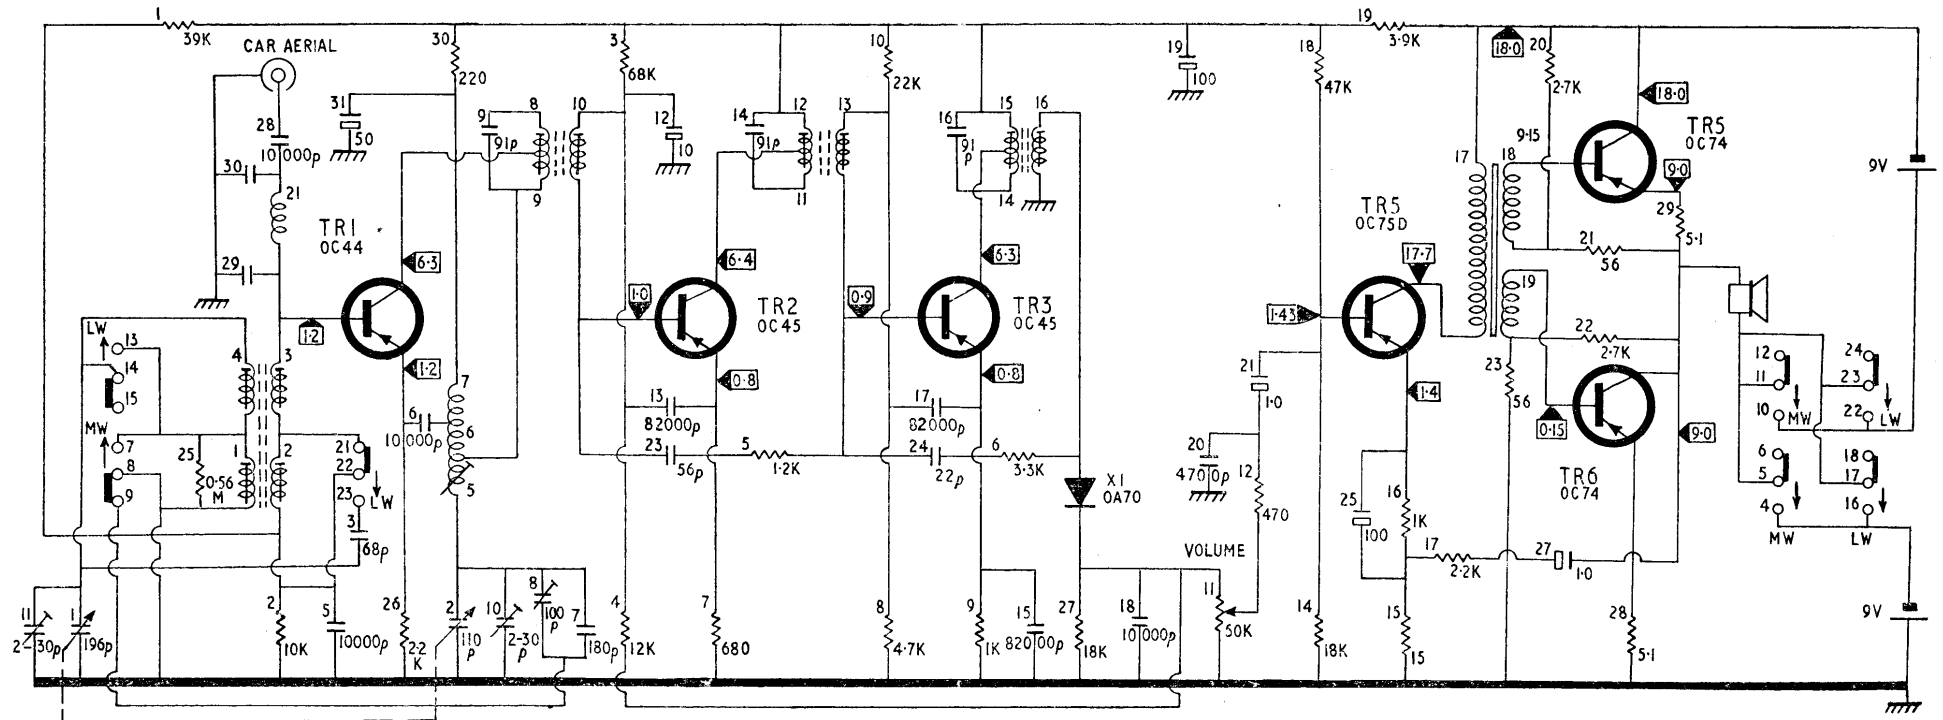 1
39K
CAR AERIAL
28
10000p
30
21
29
TR1
OC44
6·3
1·2
1·2
LW
13
14
15
MW
7
8
9
4
3
1
2
25
0·56
M
21
22
23
LW
3
68p
11
2-30p
1
196p
2
10K
5
10000p
26
2·2
K
30
220
31
50
9
91p
8
9
10
7
6
5
6
10000p
2
110
p
10
2-30
p
8
100
p
7
180p
3
68K
12
10
1·0
TR2
OC45
6·4
0·8
13
82000p
23
56p
5
1·2K
4
12K
7
680
14
91p
12
11
13
10
22K
0·9
TR3
OC45
6·3
0·8
17
82000p
24
22p
6
3·3K
8
4·7K
9
1K
15
82000p
16
91
p
15
14
16
X1
OA70
27
18K
18
10000p
VOLUME
11
50K
19
100
20
4700p
21
1·0
12
470
18
47K
1·43
14
18K
19
3·9K
TR5
OC75D
17·7
1·4
25
100
16
1K
17
2·2K
27
1·0
15
15
17
18
19
18·0
20
2·7K
9·15
18·0
TR5
OC74
9·0
29
5·1
21
56
22
2·7K
23
56
0·15
TR6
OC74
9·0
28
5·1
12
11
10
MW
24
23
22
LW
6
5
4
MW
18
17
16
LW
9V
9V